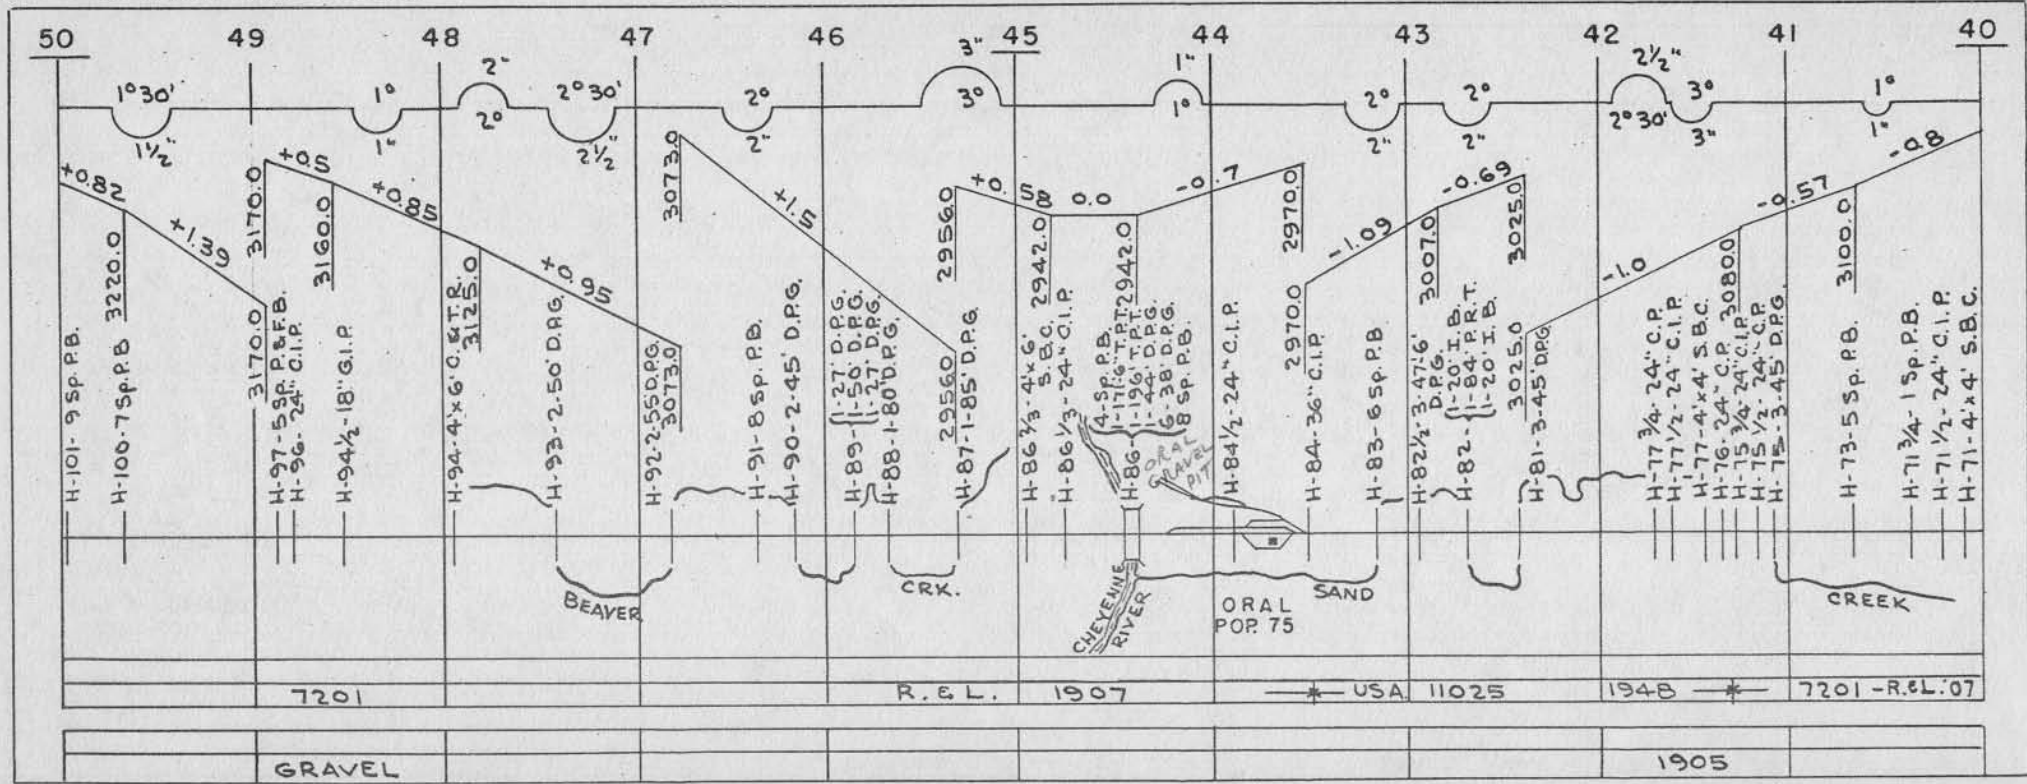 50 49 48 47 46 45 44 43 42 41 40
1°30' 1° 2" 2°30' 2° 3" 1" 2° 2° 2½" 3° 1°
1½" 1" 2° 2½" 2" 3° 1° 2" 2" 2°30' 3" 1"
+0.82 +1.39 +0.5 +0.85 +0.95 +1.5 +0.58 0.0 -0.7 -1.09 -0.69 -1.0 -0.57 -0.8
3220.0
3170.0
3170.0
3160.0
3125.0
3073.0
3073.0
2956.0
2956.0
2942.0
2942.0
2970.0
2970.0
3007.0
3025.0
3025.0
3080.0
3100.0
H-101-9 Sp. P.B.
H-100-7 Sp. P.B
H-97-5 Sp. P.& F.B.
H-96-24" C.I.P.
H-94½-18" G.I.P.
H-94-4'x6' C. & T.R.
H-93-2-50' D.P.G.
H-92-2-55 D.P.G.
H-91-8 Sp. P.B.
H-90-2-45' D.P.G.
H-89-
1-27' D.P.G.
1-50' D.P.G.
1-27' D.P.G.
H-88-1-80' D.P.G.
H-87-1-85' D.P.G.
H-86⅔-4'x6'
S.B.C.
H-86⅓-24" C.I.P.
H-86
4-Sp. P.B.
1-171'-6" T.P.T.
1-196' T.P.T.
1-44' D.P.G.
6-38' D.P.G.
8 Sp. P.B.
H-84½-24" C.I.P.
H-84-36" C.I.P.
H-83-6 Sp. P.B
H-82½-3-47'-6'
D.P.G.
H-82-
1-20' I.B.
1-84' P.R.T.
1-20' I.B.
H-81-3-45' D.P.G.
H-77¾-24" C.P.
H-77½-24" C.I.P.
H-77-4'x4' S.B.C.
H-76-24" C.P.
H-75¾-24" C.I.P.
H-75½-24" C.P.
H-75-3-45' D.P.G.
H-73-5 Sp. P.B.
H-71¾-1 Sp. P.B.
H-71½-24" C.I.P.
H-71-4'x4' S.B.C.
ORAL
GRAVEL
PIT
BEAVER
CRK.
CHEYENNE
RIVER
ORAL
POP. 75
SAND
CREEK
7201 R.&L. 1907 USA 11025 1948 7201-R.&L.'07
GRAVEL 1905